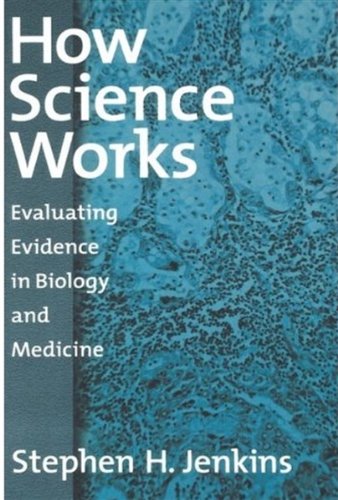 How
Science
Works
Evaluating
Evidence
in Biology
and
Medicine
Stephen H. Jenkins